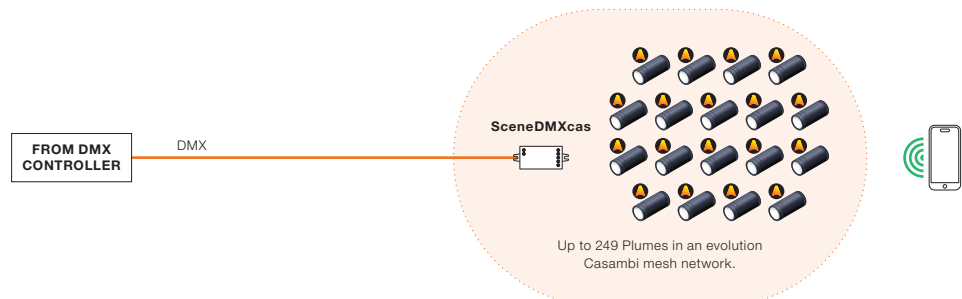 FROM DMX
CONTROLLER
DMX
SceneDMXcas
Up to 249 Plumes in an evolution
Casambi mesh network.